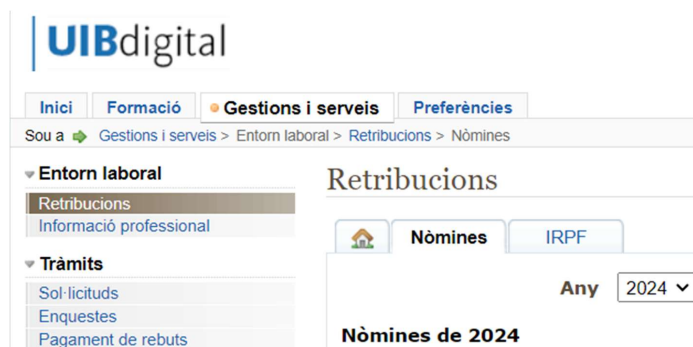 UIBdigital
Inici Formació Gestions i serveis Preferències
Sou a Gestions i serveis > Entorn laboral > Retribucions > Nòmines
Entorn laboral
Retribucions
Informació professional
Tràmits
Sol·licituds
Enquestes
Pagament de rebuts
Retribucions
Nòmines IRPF
Any 2024
Nòmines de 2024